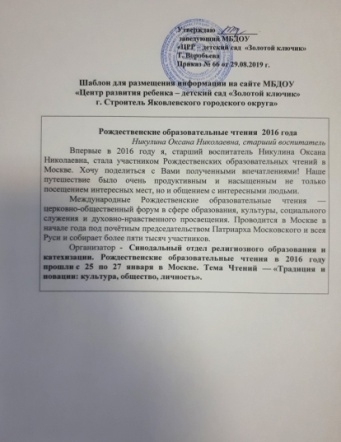 Утверждаю
заведующий МБДОУ
«ЦРР – детский сад «Золотой ключик»
Т. Воробьева
Приказ № 66 от 29.08.2019 г.
Шаблон для размещения информации на сайте МБДОУ
«Центр развития ребенка – детский сад «Золотой ключик»
г. Строитель Яковлевского городского округа»
Рождественские образовательные чтения 2016 года
Никулина Оксана Николаевна, старший воспитатель
Впервые в 2016 году я, старший воспитатель Никулина Оксана
Николаевна, стала участником Рождественских образовательных чтений в
Москве. Хочу поделиться с Вами полученными впечатлениями! Наше
путешествие было очень продуктивным и насыщенным не только
посещением интересных мест, но и общением с интересными людьми.
Международные Рождественские образовательные чтения —
церковно-общественный форум в сфере образования, культуры, социального
служения и духовно-нравственного просвещения. Проводится в Москве в
начале года под почётным председательством Патриарха Московского и всея
Руси и собирает более пяти тысяч участников.
Организатор - Синодальный отдел религиозного образования и
катехизации. Рождественские образовательные чтения в 2016 году
прошли с 25 по 27 января в Москве. Тема Чтений — «Традиции и
новации: культура, общество, личность».